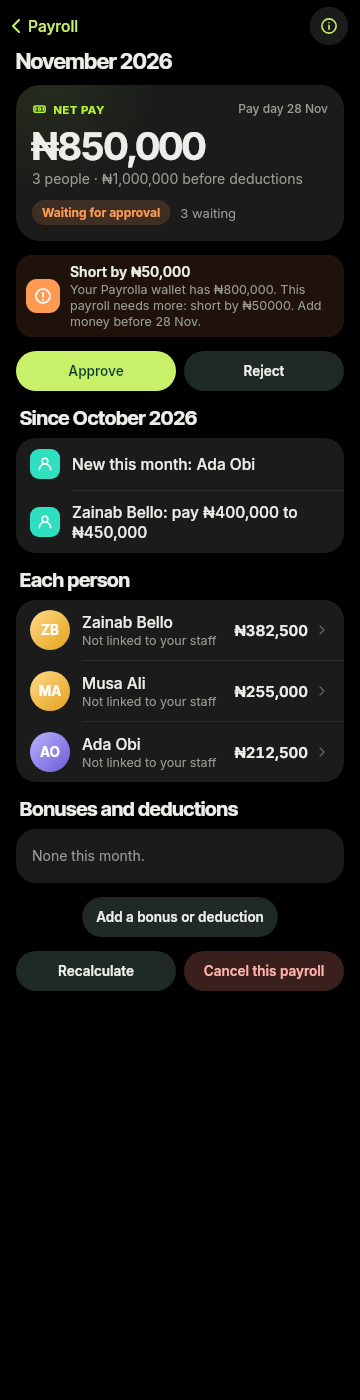 Payroll
November 2026
NET PAY
Pay day 28 Nov
₦850,000
3 people · ₦1,000,000 before deductions
Waiting for approval
3 waiting
Short by ₦50,000
Your Payrolla wallet has ₦800,000. This
payroll needs more: short by ₦50000. Add
money before 28 Nov.
Approve
Reject
Since October 2026
New this month: Ada Obi
Zainab Bello: pay ₦400,000 to
₦450,000
Each person
ZB
Zainab Bello
Not linked to your staff
₦382,500
MA
Musa Ali
Not linked to your staff
₦255,000
AO
Ada Obi
Not linked to your staff
₦212,500
Bonuses and deductions
None this month.
Add a bonus or deduction
Recalculate
Cancel this payroll